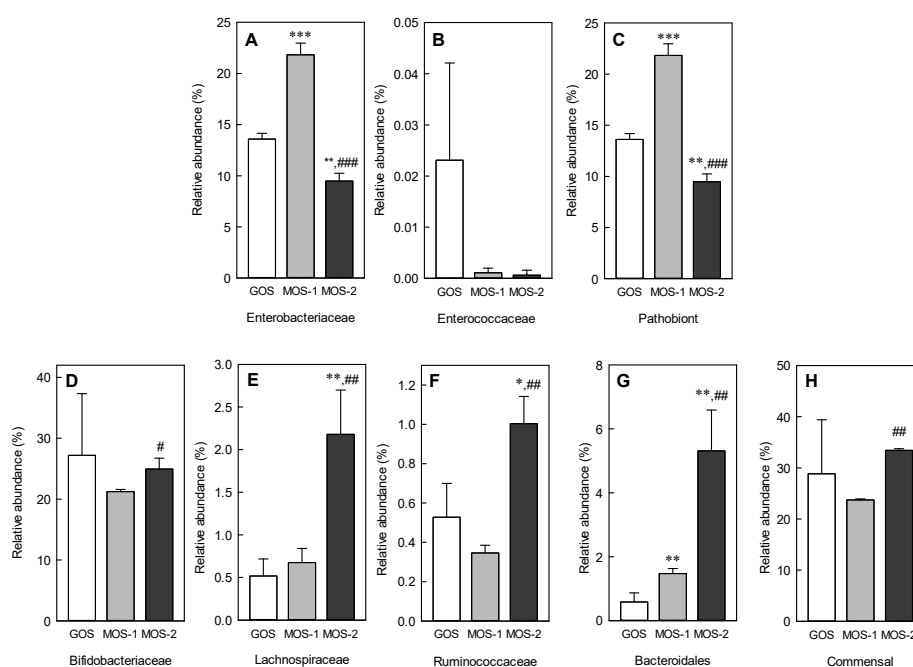 A
***
**,###
Relative abundance (%)
25
20
15
10
5
0
GOS MOS-1 MOS-2
Enterobacteriaceae
B
Relative abundance (%)
0.05
0.04
0.03
0.02
0.01
0.00
GOS MOS-1 MOS-2
Enterococcaceae
C
***
**,###
Relative abundance (%)
25
20
15
10
5
0
GOS MOS-1 MOS-2
Pathobiont
D
#
Relative abundance (%)
40
30
20
10
0
GOS MOS-1 MOS-2
Bifidobacteriaceae
E
**,##
Relative abundance (%)
3.0
2.5
2.0
1.5
1.0
0.5
0.0
GOS MOS-1 MOS-2
Lachnospiraceae
F
*,##
Relative abundance (%)
1.2
1.0
0.8
0.6
0.4
0.2
0.0
GOS MOS-1 MOS-2
Ruminococcaceae
G
**,##
**
Relative abundance (%)
8
6
4
2
0
GOS MOS-1 MOS-2
Bacteroidales
H
##
Relative abundance (%)
50
40
30
20
10
0
GOS MOS-1 MOS-2
Commensal